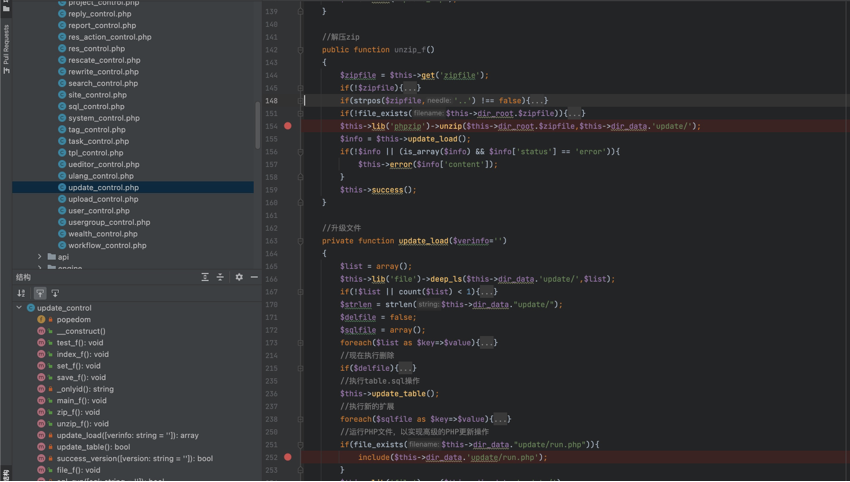 project_control.php
reply_control.php
report_control.php
res_action_control.php
res_control.php
rescate_control.php
rewrite_control.php
search_control.php
site_control.php
sql_control.php
system_control.php
tag_control.php
task_control.php
tpl_control.php
ueditor_control.php
ulang_control.php
update_control.php
upload_control.php
user_control.php
usergroup_control.php
wealth_control.php
workflow_control.php
api
engine
Pull Requests
结构
update_control
popedom
__construct()
test_f(): void
index_f(): void
set_f(): void
save_f(): void
_onlyid(): string
main_f(): void
zip_f(): void
unzip_f(): void
update_load([verinfo: string = '']): array
update_table(): bool
success_version([version: string = '']): bool
file_f(): void
结构
139 }
140
141 //解压zip
142 public function unzip_f()
143 {
144 $zipfile = $this->get('zipfile');
145 if(!$zipfile){...}
148 if(strpos($zipfile, needle: '..') !== false){...}
151 if(!file_exists( filename: $this->dir_root.$zipfile)){...}
154 $this->lib('phpzip')->unzip($this->dir_root.$zipfile,$this->dir_data.'update/');
155 $info = $this->update_load();
156 if(!$info || (is_array($info) && $info['status'] == 'error')){
157 $this->error($info['content']);
158 }
159 $this->success();
160 }
161
162 //升级文件
163 private function update_load($verinfo='')
164 {
165 $list = array();
166 $this->lib('file')->deep_ls($this->dir_data.'update/',$list);
167 if(!$list || count($list) < 1){...}
170 $strlen = strlen( string: $this->dir_data."update/");
171 $delfile = false;
172 $sqlfile = array();
173 foreach($list as $key=>$value){...}
214 //现在执行删除
215 if($delfile){...}
235 //执行table.sql操作
236 $this->update_table();
237 //执行新的扩展
238 foreach($sqlfile as $key=>$value){...}
250 //运行PHP文件，以实现高级的PHP更新操作
251 if(file_exists( filename: $this->dir_data."update/run.php")){
252 include($this->dir_data.'update/run.php');
253 }